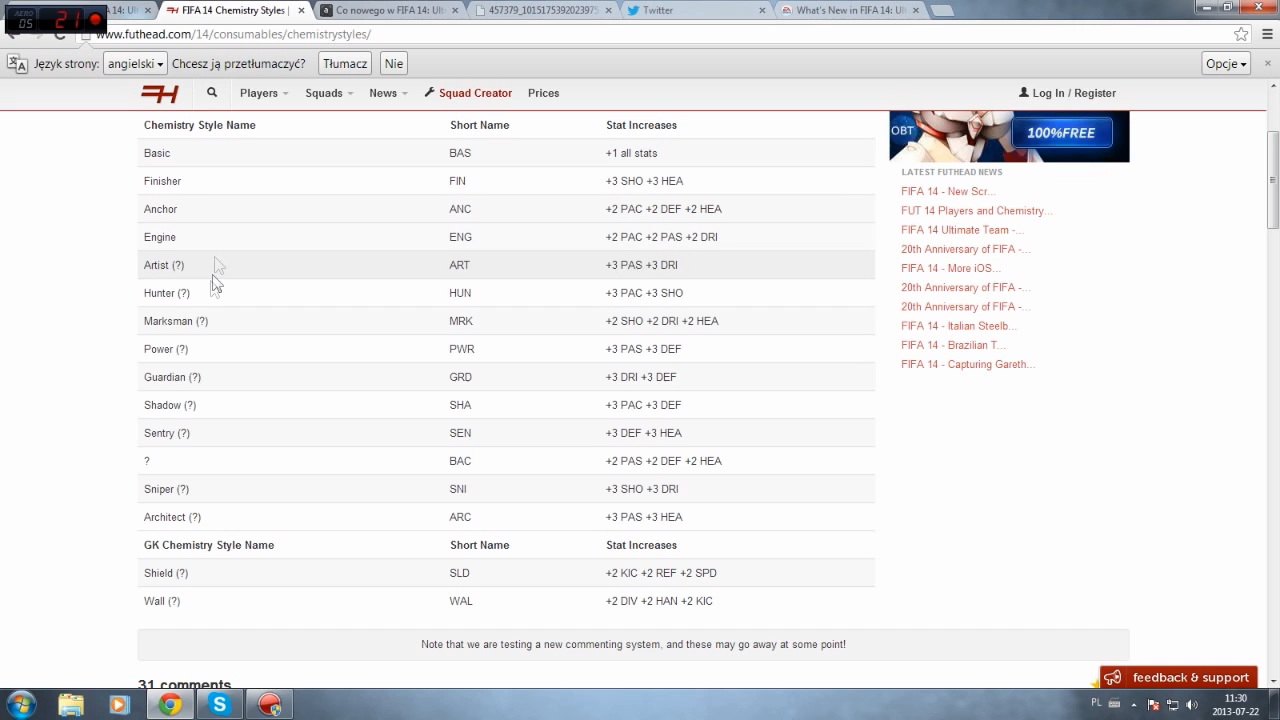 AERO
05 21
FIFA 14: Ul
FIFA 14 Chemistry Styles |
Co nowego w FIFA 14: Ult
457379_1015175392023975
Twitter
What's New in FIFA 14: U
www.futhead.com/14/consumables/chemistrystyles/
Język strony: angielski Chcesz ją przetłumaczyć? Tłumacz Nie Opcje
Players Squads News Squad Creator Prices Log In / Register
Chemistry Style Name Short Name Stat Increases
Basic BAS +1 all stats
Finisher FIN +3 SHO +3 HEA
Anchor ANC +2 PAC +2 DEF +2 HEA
Engine ENG +2 PAC +2 PAS +2 DRI
Artist (?) ART +3 PAS +3 DRI
Hunter (?) HUN +3 PAC +3 SHO
Marksman (?) MRK +2 SHO +2 DRI +2 HEA
Power (?) PWR +3 PAS +3 DEF
Guardian (?) GRD +3 DRI +3 DEF
Shadow (?) SHA +3 PAC +3 DEF
Sentry (?) SEN +3 DEF +3 HEA
? BAC +2 PAS +2 DEF +2 HEA
Sniper (?) SNI +3 SHO +3 DRI
Architect (?) ARC +3 PAS +3 HEA
GK Chemistry Style Name Short Name Stat Increases
Shield (?) SLD +2 KIC +2 REF +2 SPD
Wall (?) WAL +2 DIV +2 HAN +2 KIC
OBT 100%FREE
LATEST FUTHEAD NEWS
FIFA 14 - New Scr...
FUT 14 Players and Chemistry...
FIFA 14 Ultimate Team -...
20th Anniversary of FIFA -...
FIFA 14 - More iOS...
20th Anniversary of FIFA -...
20th Anniversary of FIFA -...
FIFA 14 - Italian Steelb...
FIFA 14 - Brazilian T...
FIFA 14 - Capturing Gareth...
Note that we are testing a new commenting system, and these may go away at some point!
31 comments
feedback & support
PL
11:30
2013-07-22